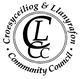 Croesyceiliog & Llanyrafon
CLCC
Community Council